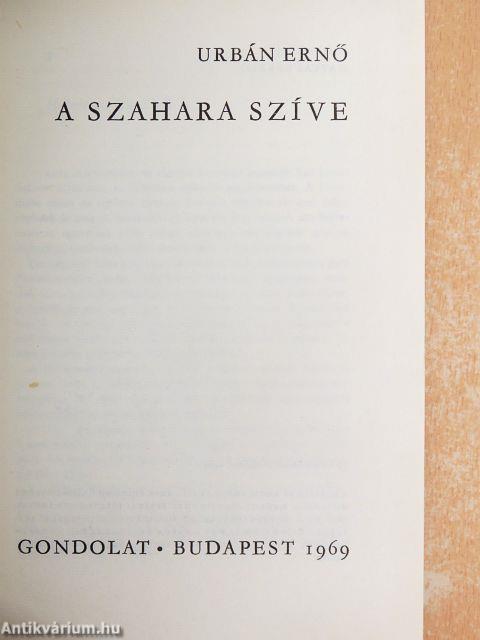 URBÁN ERNŐ
A SZAHARA SZÍVE
GONDOLAT • BUDAPEST 1969
Antikvárium.hu